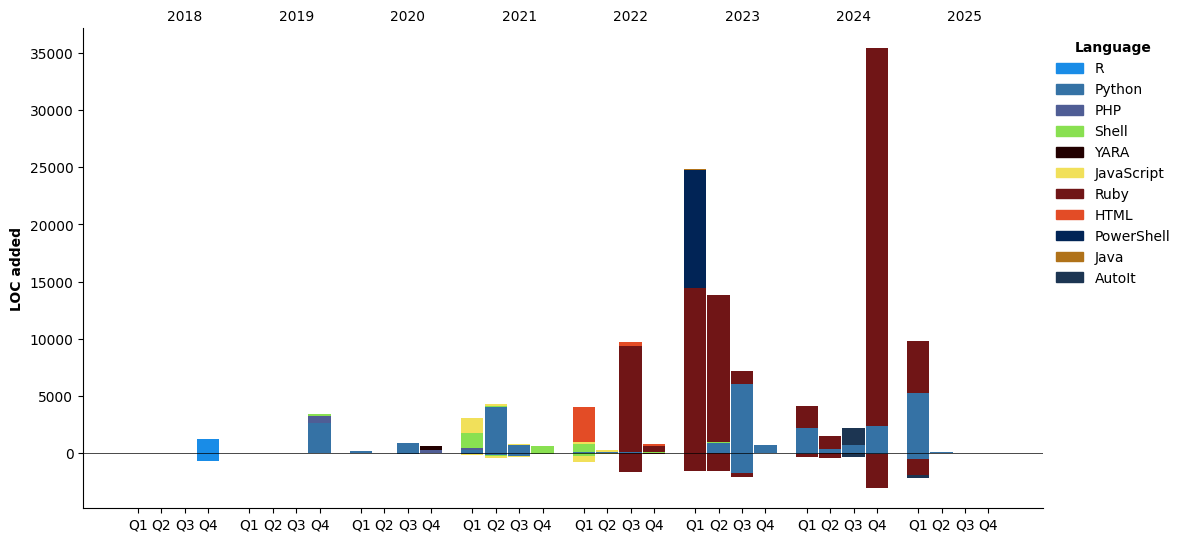 2018 2019 2020 2021 2022 2023 2024 2025
LOC added
35000
30000
25000
20000
15000
10000
5000
0
Q1 Q2 Q3 Q4 Q1 Q2 Q3 Q4 Q1 Q2 Q3 Q4 Q1 Q2 Q3 Q4 Q1 Q2 Q3 Q4 Q1 Q2 Q3 Q4 Q1 Q2 Q3 Q4 Q1 Q2 Q3 Q4
Language
R
Python
PHP
Shell
YARA
JavaScript
Ruby
HTML
PowerShell
Java
AutoIt